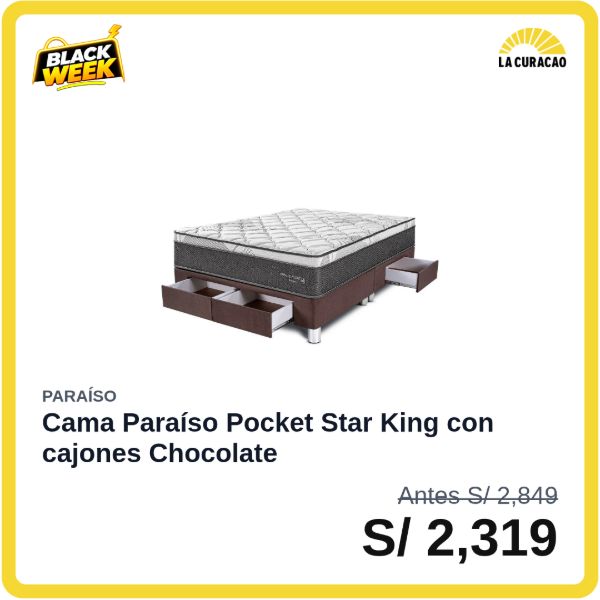 BLACK
WEEK
LA CURACAO
PARAÍSO
Cama Paraíso Pocket Star King con
cajones Chocolate
Antes S/ 2,849
S/ 2,319